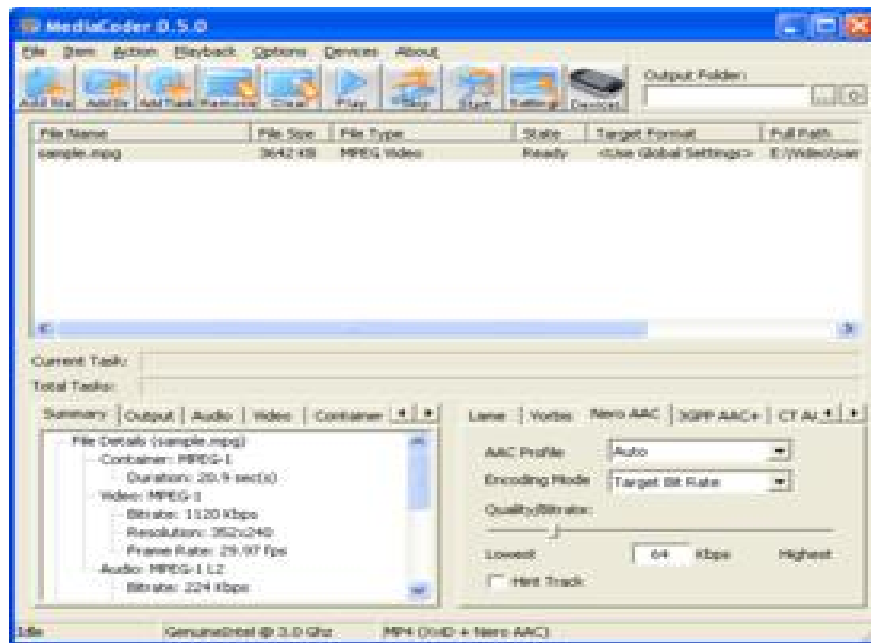 MediaCoder 0.5.0
File Item Action Playback Options Devices About
Add File Add Dir Add Task Remove Clear Play Stop Start Settings Devices
Output Folder:
...
File Name File Size File Type State Target Format Full Path
sample.mpg 3642 KB MPEG Video Ready <Use Global Settings> E:\Video\sam
Current Task:
Total Tasks:
Summary Output Audio Video Container
File Details (sample.mpg)
Container: MPEG-1
Duration: 20.9 sec(s)
Video: MPEG-1
Bitrate: 1120 Kbps
Resolution: 352x240
Frame Rate: 29.97 fps
Audio: MPEG-1 L2
Bitrate: 224 Kbps
Lame Vorbis Nero AAC 3GPP AAC+ CT AA
AAC Profile Auto
Encoding Mode Target Bit Rate
Quality/Bitrate:
Lowest 64 Kbps Highest
Hint Track
Idle GenuineIntel @ 3.0 Ghz MP4 (XviD + Nero AAC)